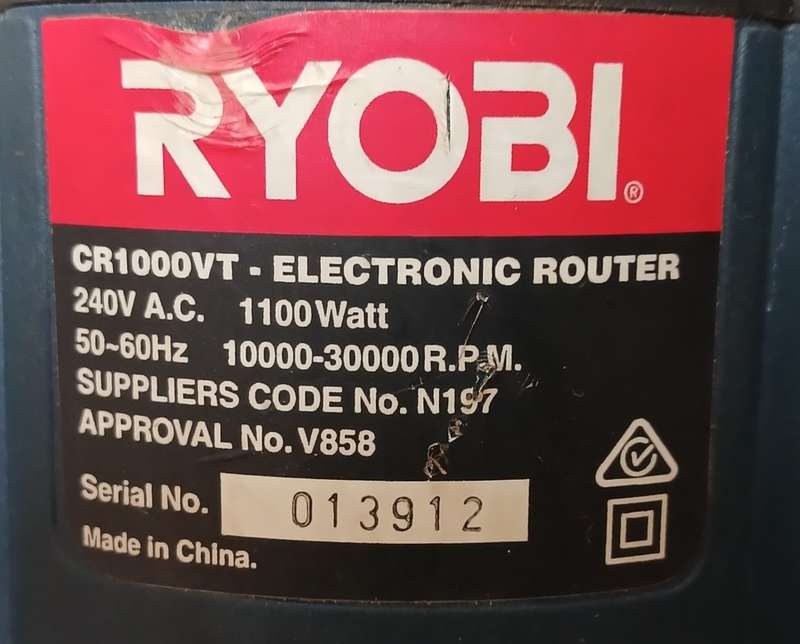 RYOBI®
CR1000VT - ELECTRONIC ROUTER
240V A.C. 1100 Watt
50~60Hz 10000-30000 R.P.M.
SUPPLIERS CODE No. N197
APPROVAL No. V858
Serial No. 013912
Made in China.